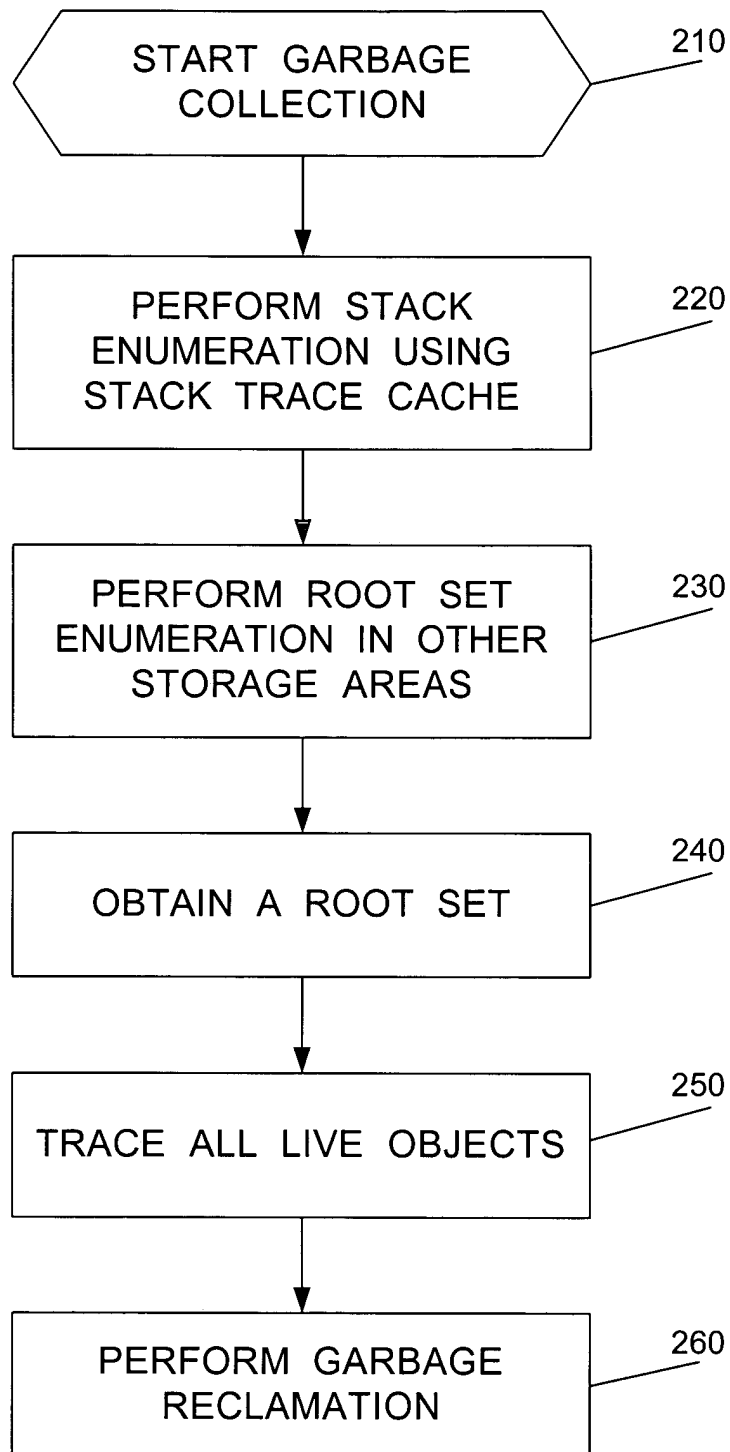 START GARBAGE
COLLECTION
210
PERFORM STACK
ENUMERATION USING
STACK TRACE CACHE
220
PERFORM ROOT SET
ENUMERATION IN OTHER
STORAGE AREAS
230
OBTAIN A ROOT SET
240
TRACE ALL LIVE OBJECTS
250
PERFORM GARBAGE
RECLAMATION
260